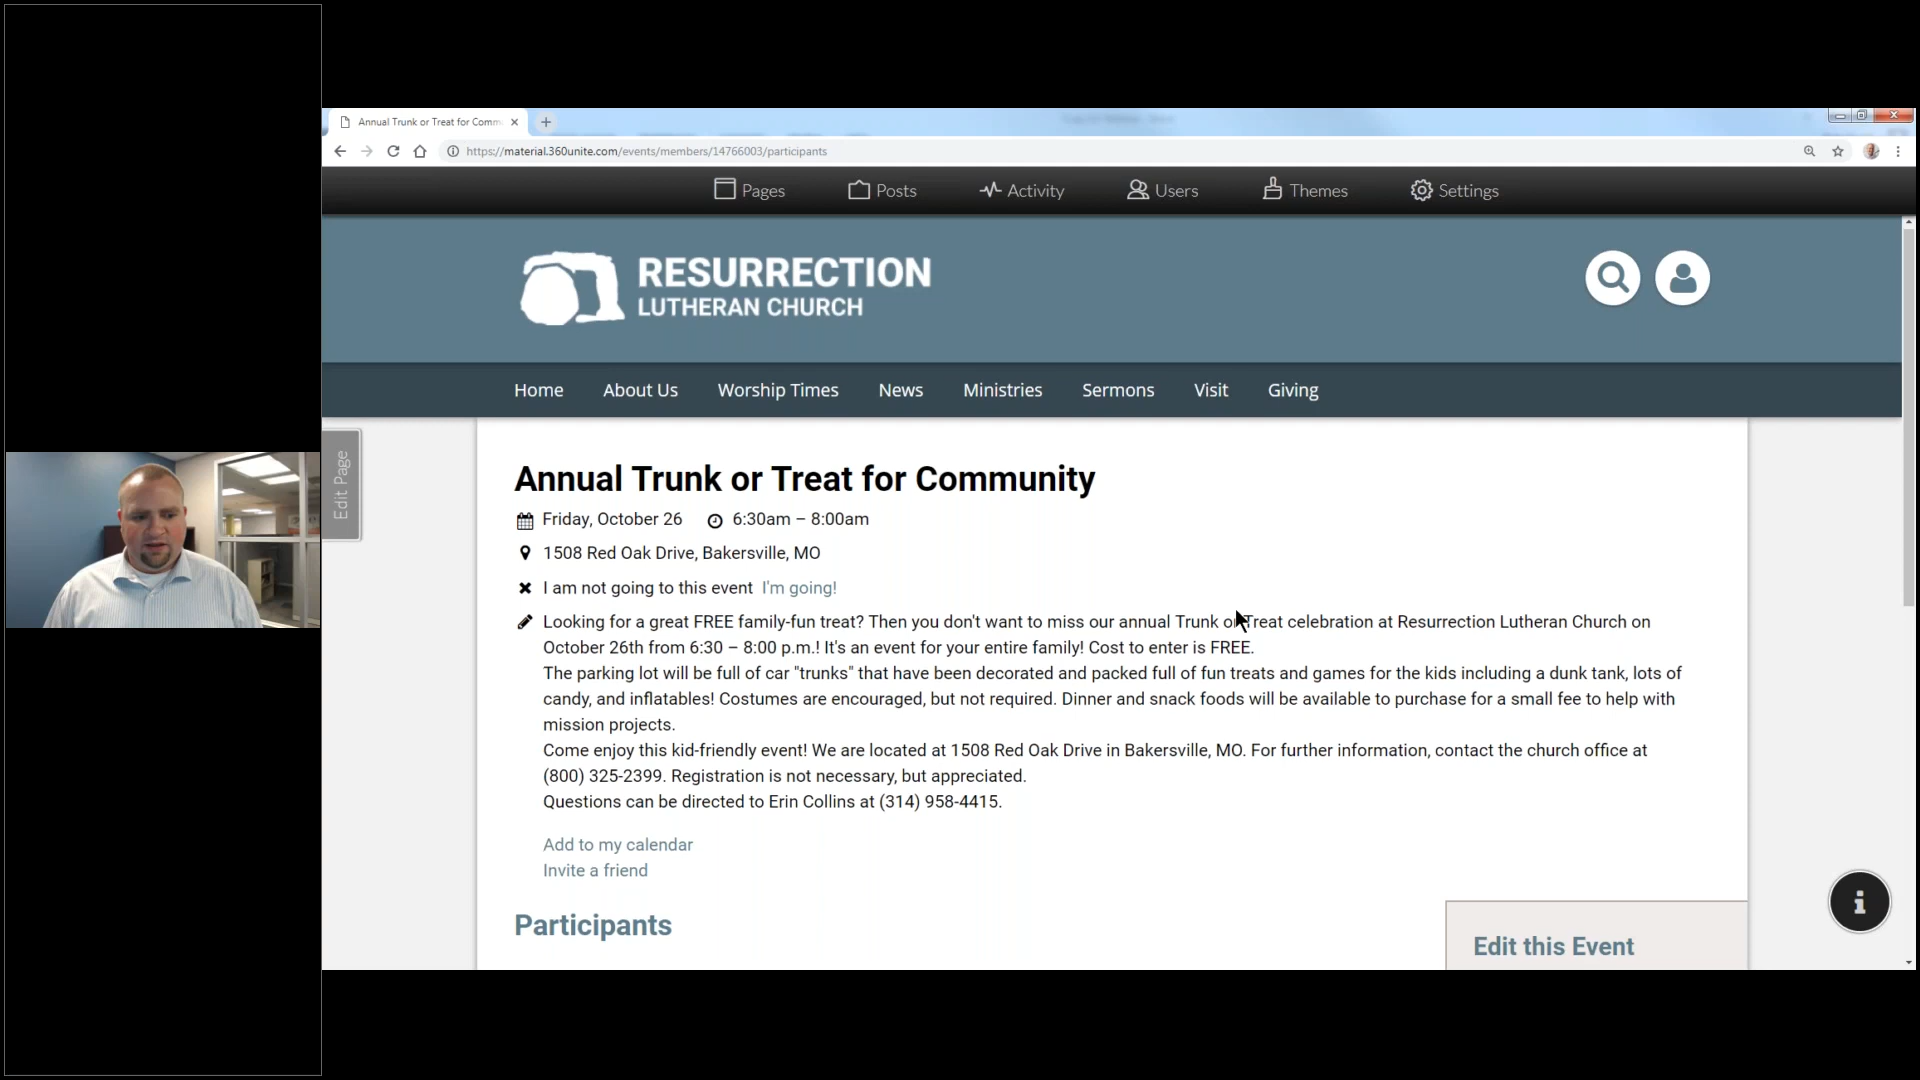 Annual Trunk or Treat for Comm
https://material.360unite.com/events/members/14766003/participants
Pages Posts Activity Users Themes Settings
RESURRECTION
LUTHERAN CHURCH
Home About Us Worship Times News Ministries Sermons Visit Giving
Edit Page
Annual Trunk or Treat for Community
Friday, October 26 6:30am – 8:00am
1508 Red Oak Drive, Bakersville, MO
I am not going to this event I'm going!
Looking for a great FREE family-fun treat? Then you don't want to miss our annual Trunk or Treat celebration at Resurrection Lutheran Church on
October 26th from 6:30 – 8:00 p.m.! It's an event for your entire family! Cost to enter is FREE.
The parking lot will be full of car "trunks" that have been decorated and packed full of fun treats and games for the kids including a dunk tank, lots of
candy, and inflatables! Costumes are encouraged, but not required. Dinner and snack foods will be available to purchase for a small fee to help with
mission projects.
Come enjoy this kid-friendly event! We are located at 1508 Red Oak Drive in Bakersville, MO. For further information, contact the church office at
(800) 325-2399. Registration is not necessary, but appreciated.
Questions can be directed to Erin Collins at (314) 958-4415.
Add to my calendar
Invite a friend
Participants
Edit this Event